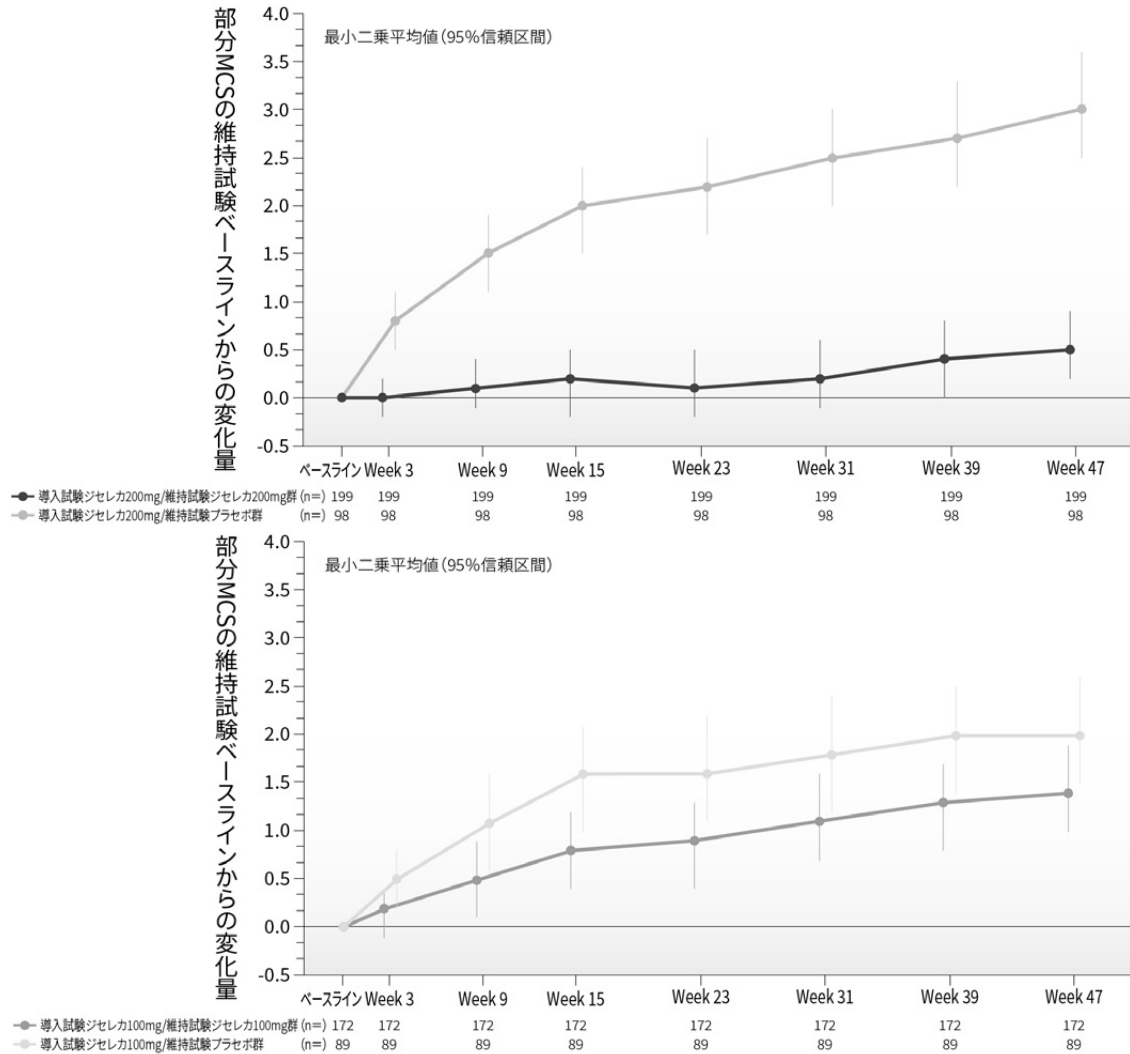 部分MCSの維持試験ベースラインからの変化量
4.0
3.5
3.0
2.5
2.0
1.5
1.0
0.5
0.0
-0.5
最小二乗平均値（95％信頼区間）
ベースライン Week 3 Week 9 Week 15 Week 23 Week 31 Week 39 Week 47
導入試験ジセレカ200mg/維持試験ジセレカ200mg群（n＝） 199 199 199 199 199 199 199 199
導入試験ジセレカ200mg/維持試験プラセボ群 （n＝） 98 98 98 98 98 98 98 98
部分MCSの維持試験ベースラインからの変化量
4.0
3.5
3.0
2.5
2.0
1.5
1.0
0.5
0.0
-0.5
最小二乗平均値（95％信頼区間）
ベースライン Week 3 Week 9 Week 15 Week 23 Week 31 Week 39 Week 47
導入試験ジセレカ100mg/維持試験ジセレカ100mg群（n＝） 172 172 172 172 172 172 172 172
導入試験ジセレカ100mg/維持試験プラセボ群 （n＝） 89 89 89 89 89 89 89 89